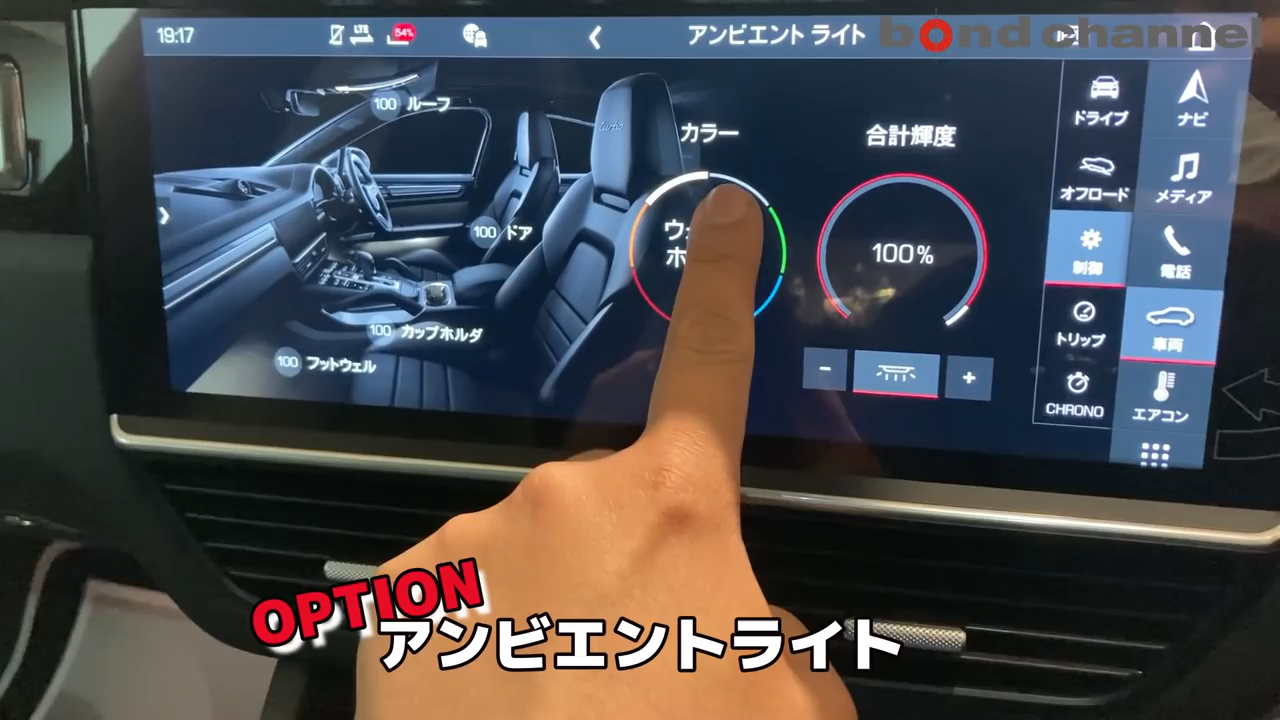 19:17
LTE
54%
アンビエント ライト
bond channel
100 ルーフ
turbo
カラー
合計輝度
ドライブ
ナビ
オフロード
メディア
100 ドア
100%
制御
電話
100 カップホルダ
トリップ
車両
100 フットウェル
-
+
CHRONO
エアコン
OPTION
アンビエントライト